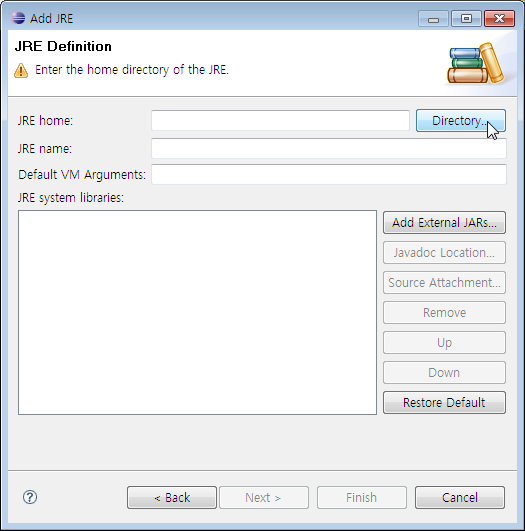 Add JRE
JRE Definition
Enter the home directory of the JRE.
JRE home:
Directory...
JRE name:
Default VM Arguments:
JRE system libraries:
Add External JARs...
Javadoc Location...
Source Attachment...
Remove
Up
Down
Restore Default
?
< Back
Next >
Finish
Cancel